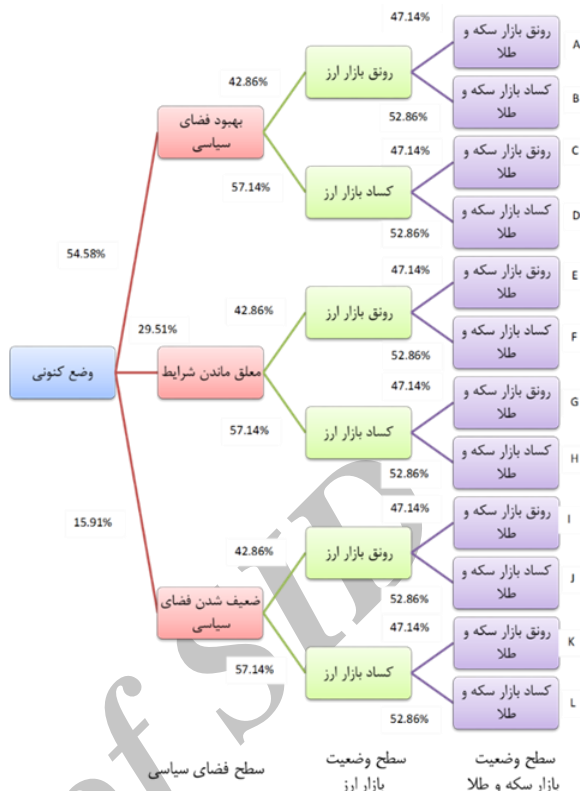 47.14%
رونق بازار سکه و
طلا
A
42.86%
رونق بازار ارز
کساد بازار سکه و
طلا
B
52.86%
بهبود فضای
سیاسی
47.14%
رونق بازار سکه و
طلا
C
57.14%
کساد بازار ارز
کساد بازار سکه و
طلا
D
52.86%
54.58%
47.14%
رونق بازار سکه و
طلا
E
42.86%
رونق بازار ارز
29.51%
کساد بازار سکه و
طلا
F
52.86%
وضع کنونی
معلق ماندن شرایط
47.14%
رونق بازار سکه و
طلا
G
57.14%
کساد بازار ارز
کساد بازار سکه و
طلا
H
52.86%
15.91%
47.14%
رونق بازار سکه و
طلا
I
42.86%
رونق بازار ارز
کساد بازار سکه و
طلا
J
52.86%
ضعیف شدن فضای
سیاسی
47.14%
رونق بازار سکه و
طلا
K
57.14%
کساد بازار ارز
کساد بازار سکه و
طلا
L
52.86%
سطح وضعیت
بازار سکه و طلا
سطح وضعیت
بازار ارز
سطح فضای سیاسی
of SID